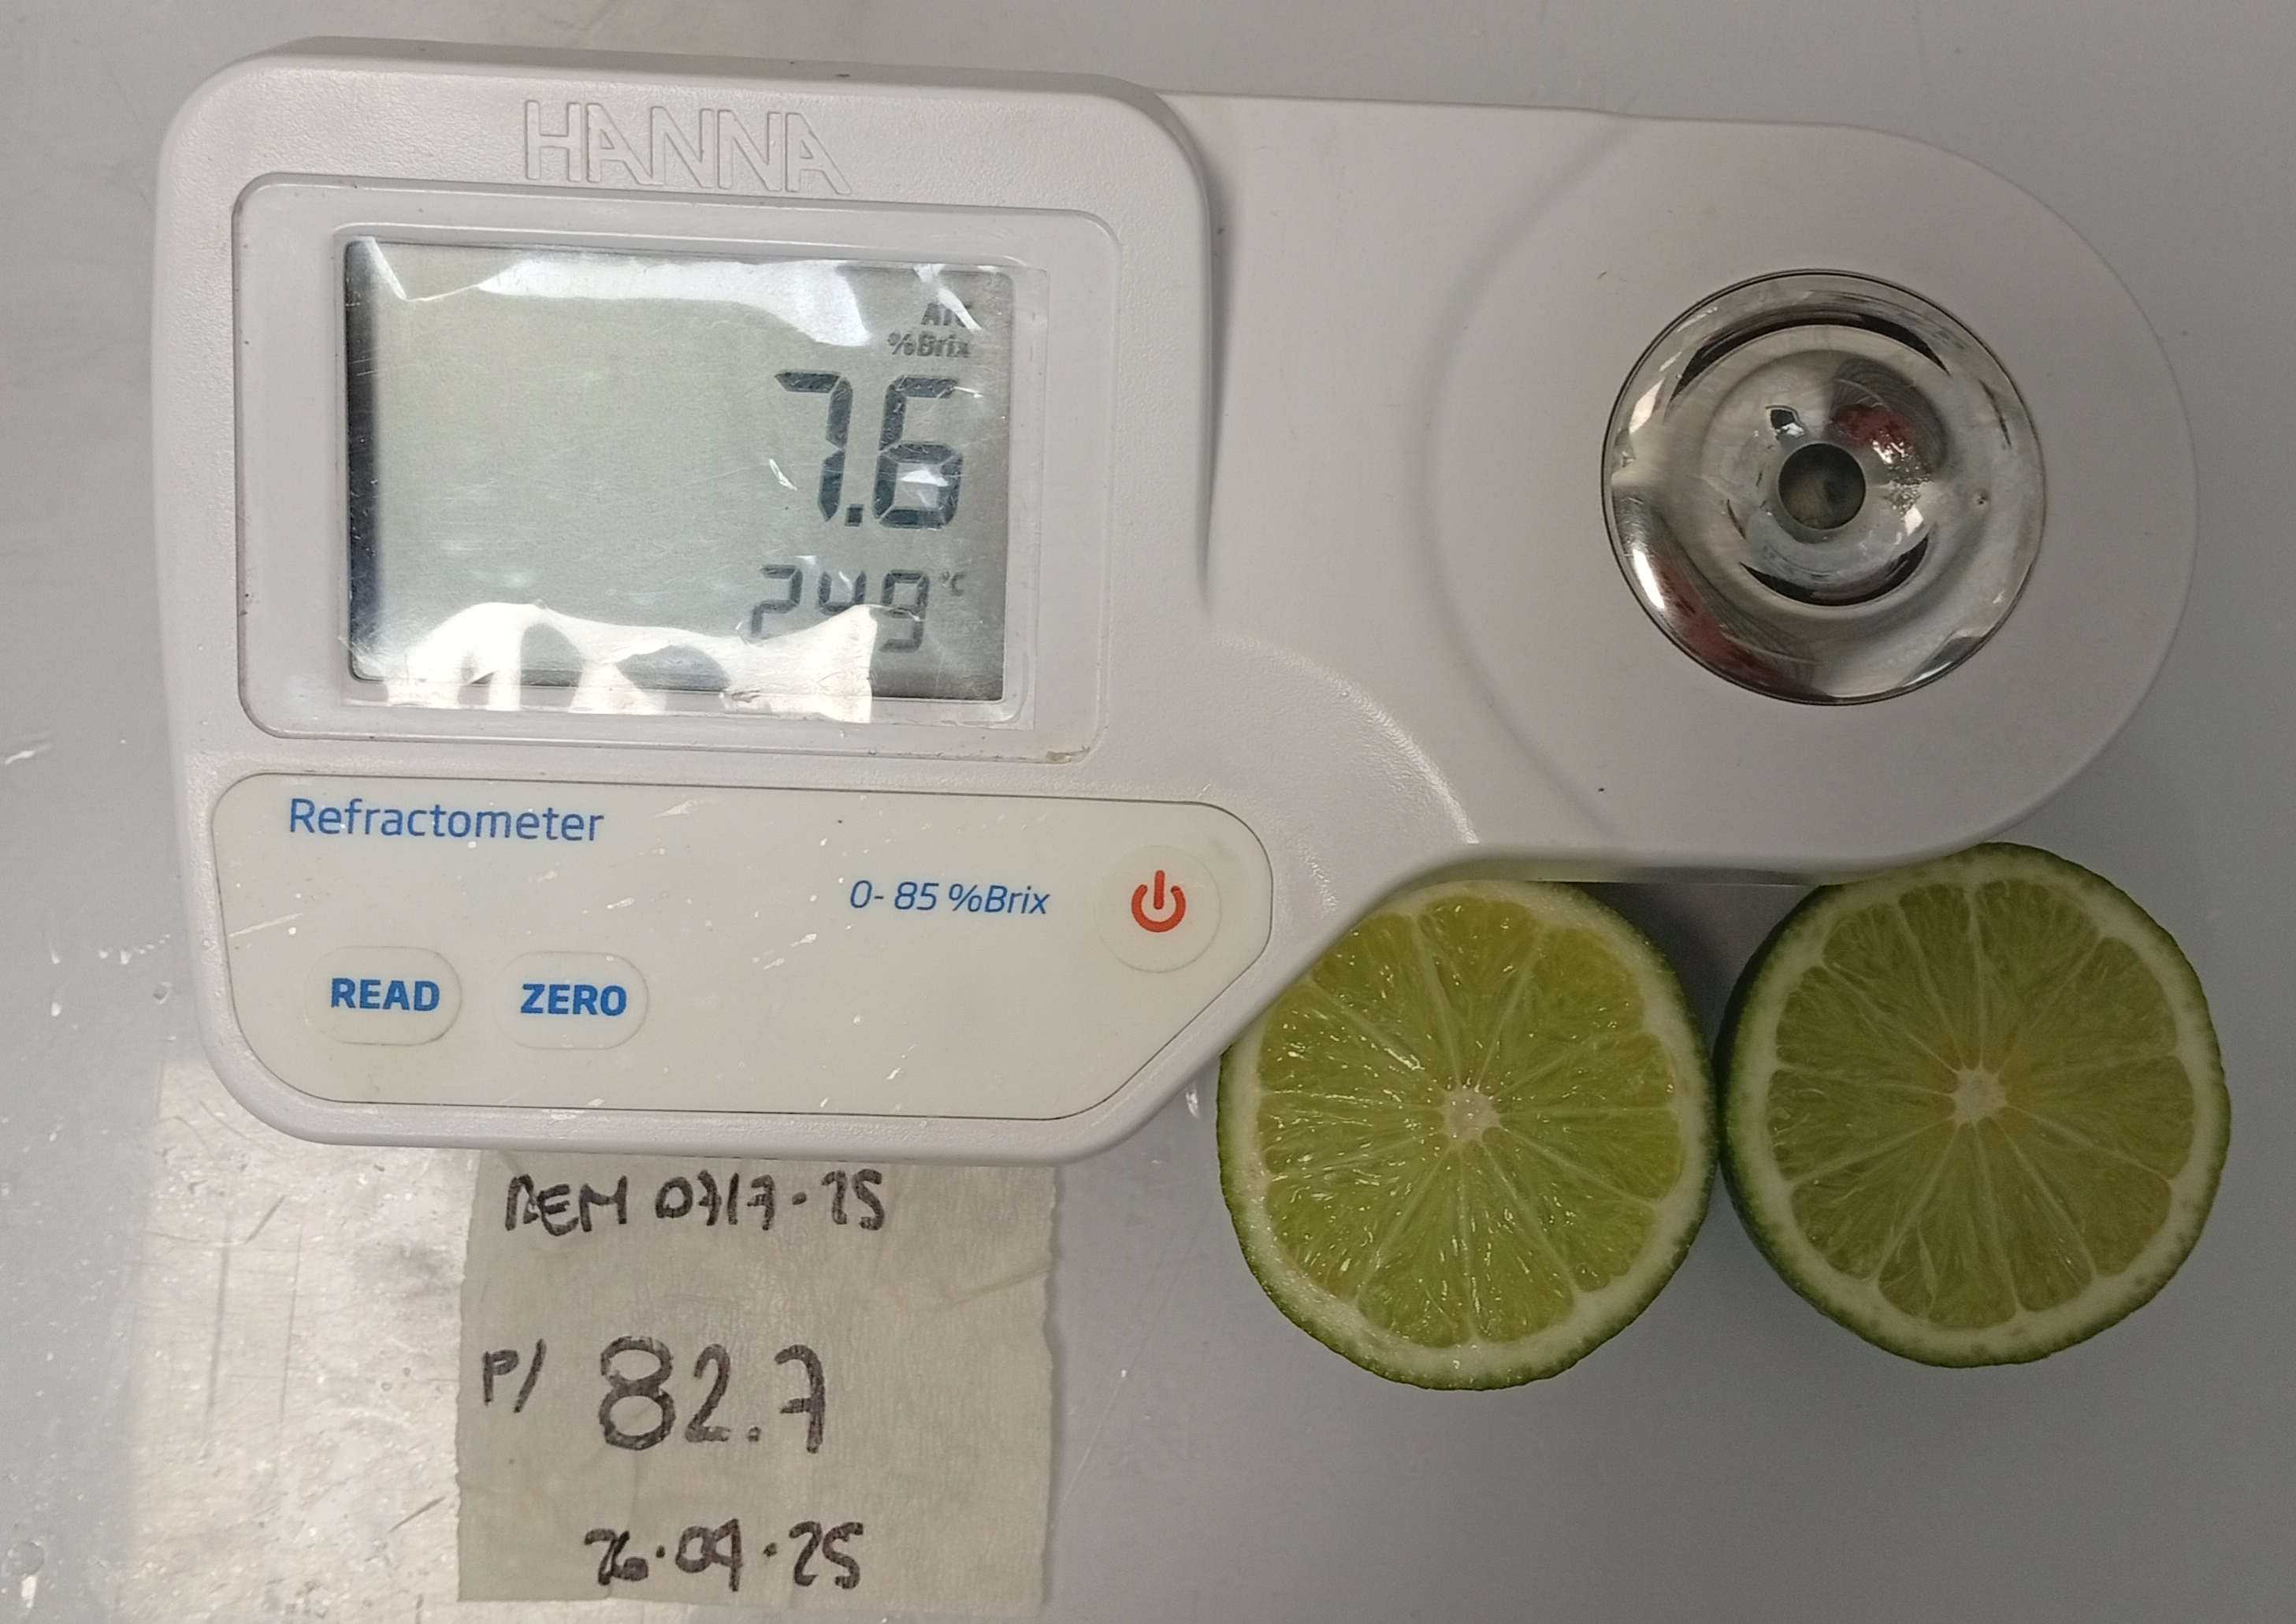 HANNA
ATC
%Brix
7.6
24.9 °C
Refractometer
0-85 %Brix
READ ZERO
REM 0717-25
P/ 82.7
26.09.25